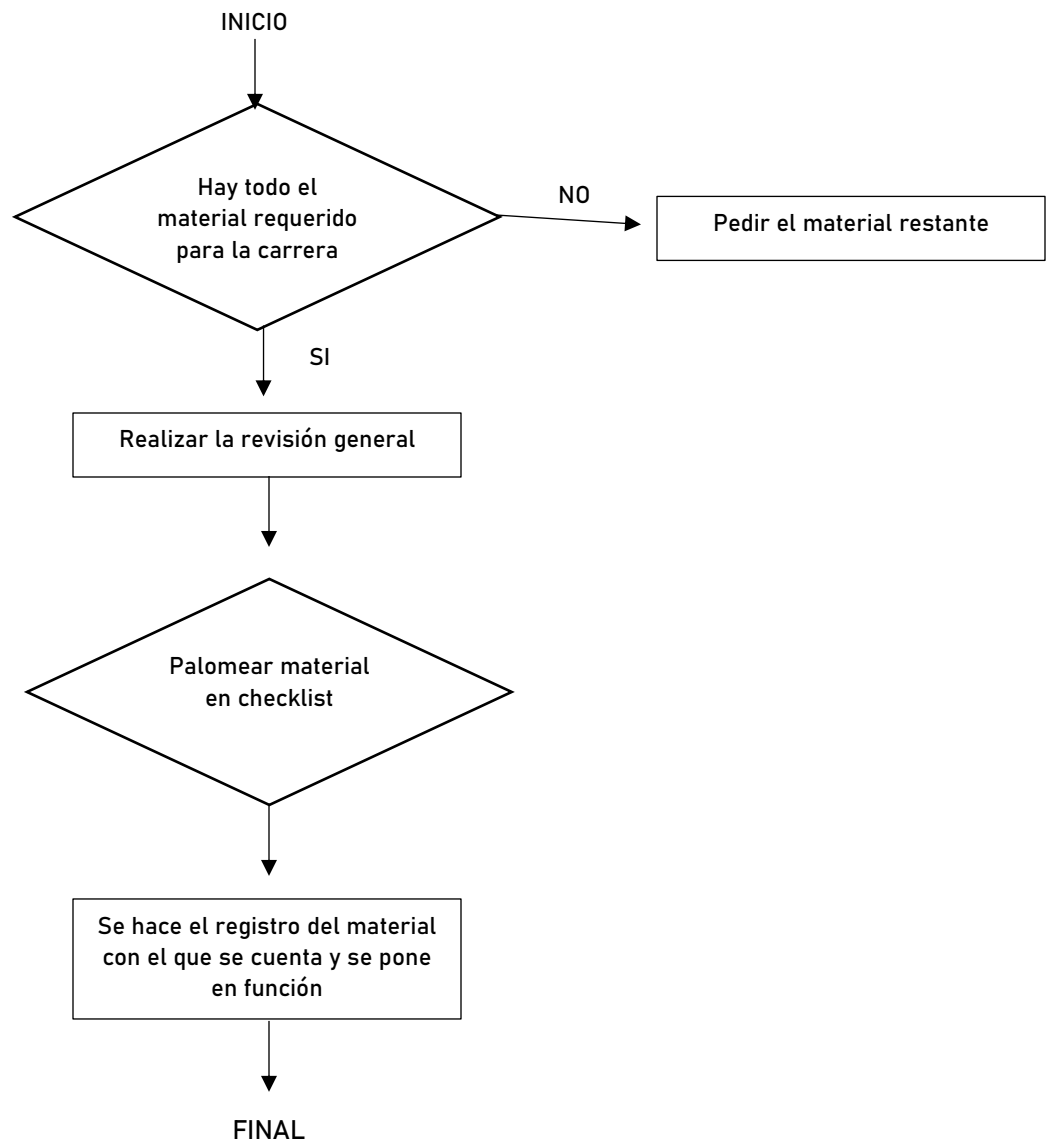 INICIO
Hay todo el
material requerido
para la carrera
NO
Pedir el material restante
SI
Realizar la revisión general
Palomear material
en checklist
Se hace el registro del material
con el que se cuenta y se pone
en función
FINAL